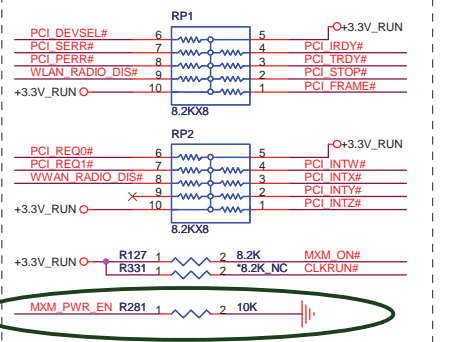 RP1
+3.3V_RUN
PCI_DEVSEL# 6 5
PCI_SERR# 7 4 PCI_IRDY#
PCI_PERR# 8 3 PCI_TRDY#
WLAN_RADIO_DIS# 9 2 PCI_STOP#
+3.3V_RUN 10 1 PCI_FRAME#
8.2KX8
RP2
+3.3V_RUN
PCI_REQ0# 6 5
PCI_REQ1# 7 4 PCI_INTW#
WWAN_RADIO_DIS# 8 3 PCI_INTX#
9 2 PCI_INTY#
+3.3V_RUN 10 1 PCI_INTZ#
8.2KX8
+3.3V_RUN R127 1 2 8.2K MXM_ON#
R331 1 2 *8.2K_NC CLKRUN#
MXM_PWR_EN R281 1 2 10K